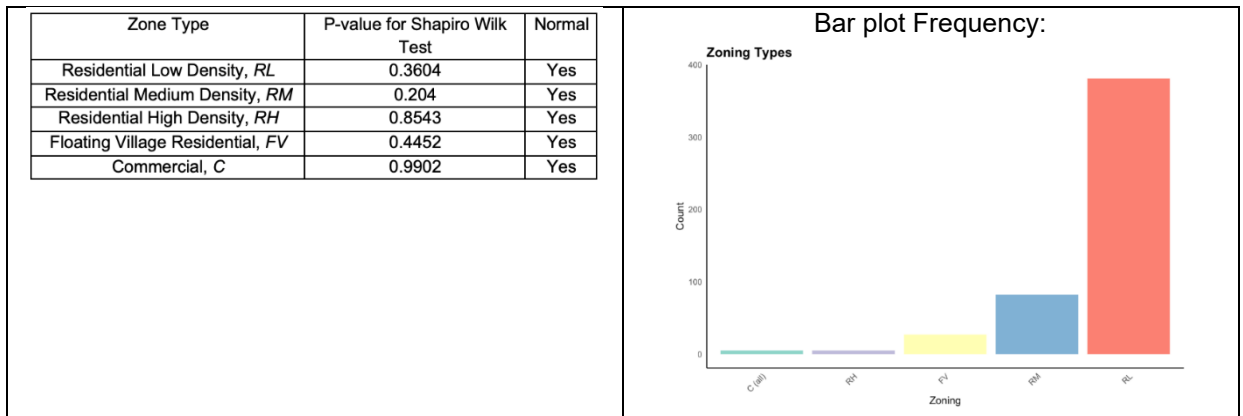 Zone Type P-value for Shapiro Wilk Test Normal
Residential Low Density, RL 0.3604 Yes
Residential Medium Density, RM 0.204 Yes
Residential High Density, RH 0.8543 Yes
Floating Village Residential, FV 0.4452 Yes
Commercial, C 0.9902 Yes
Bar plot Frequency:
Zoning Types
400
300
200
100
0
Count
C (all) RH FV RM RL
Zoning